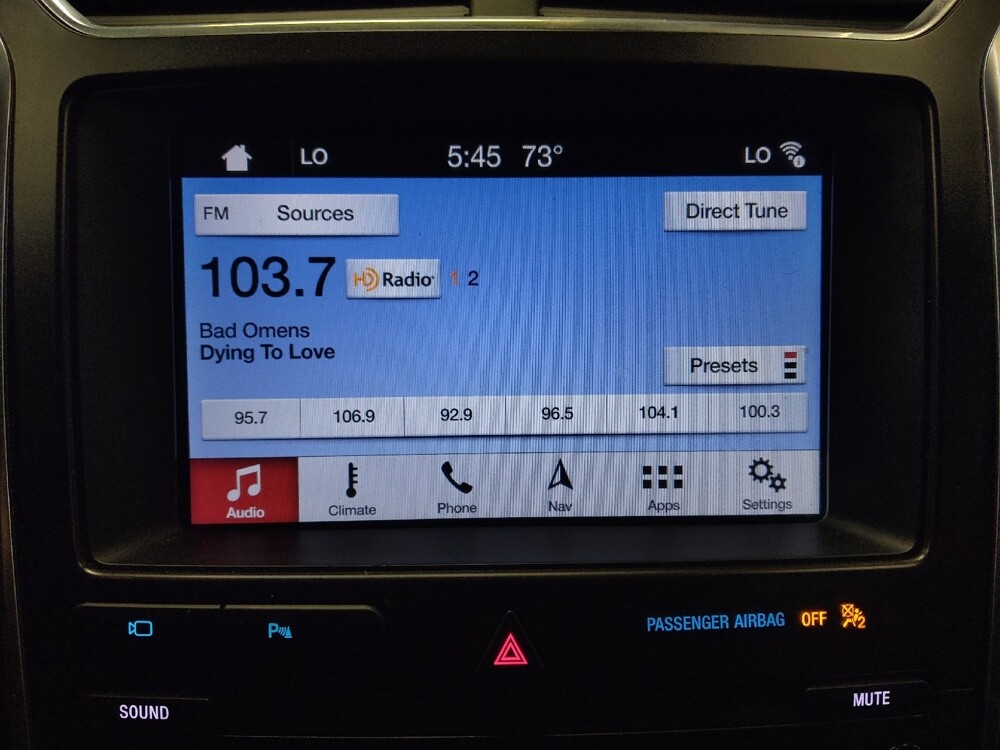 LO 5:45 73° LO
FM Sources Direct Tune
103.7 HD Radio 1 2
Bad Omens
Dying To Love
Presets
95.7 106.9 92.9 96.5 104.1 100.3
Audio Climate Phone Nav Apps Settings
P PASSENGER AIRBAG OFF 2
SOUND MUTE